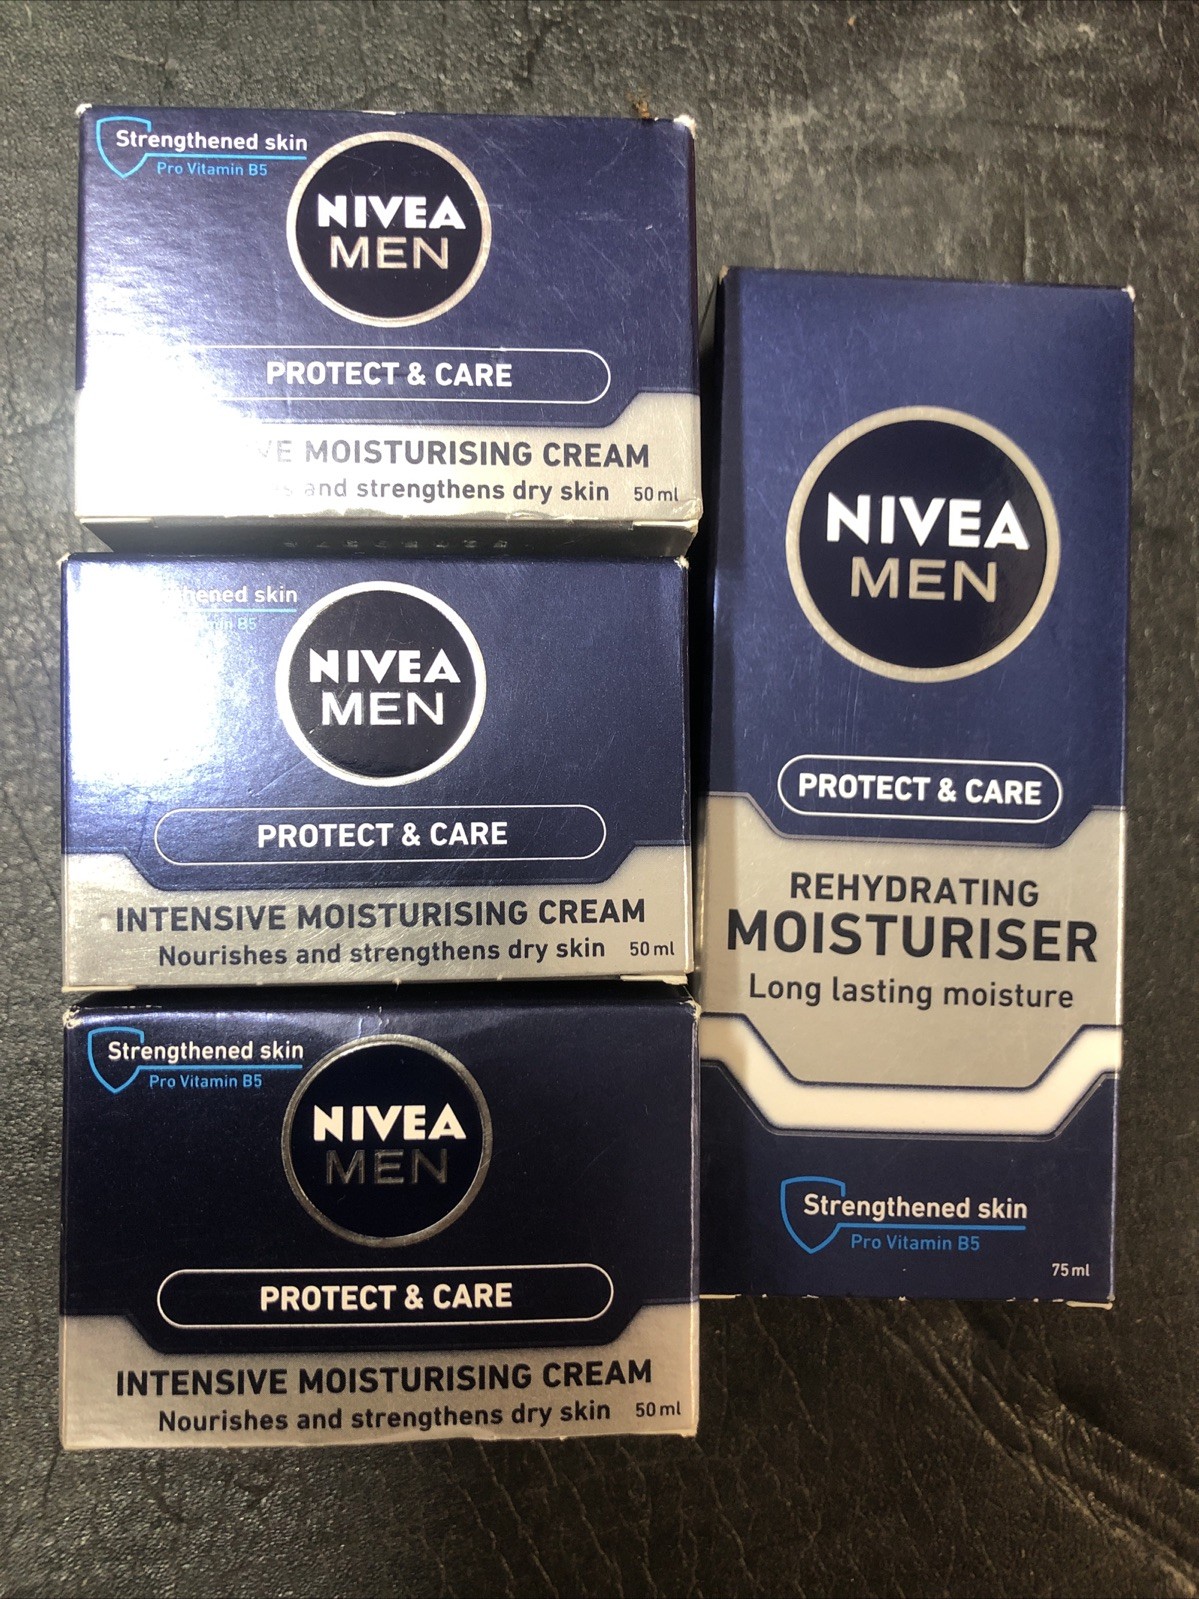 Strengthened skin
Pro Vitamin B5
NIVEA
MEN
PROTECT & CARE
MOISTURISING CREAM
and strengthens dry skin 50 ml
skin
B5
NIVEA
MEN
PROTECT & CARE
INTENSIVE MOISTURISING CREAM
Nourishes and strengthens dry skin 50 ml
Strengthened skin
Pro Vitamin B5
NIVEA
MEN
PROTECT & CARE
INTENSIVE MOISTURISING CREAM
Nourishes and strengthens dry skin 50 ml
NIVEA
MEN
PROTECT & CARE
REHYDRATING
MOISTURISER
Long lasting moisture
Strengthened skin
Pro Vitamin B5
75 ml